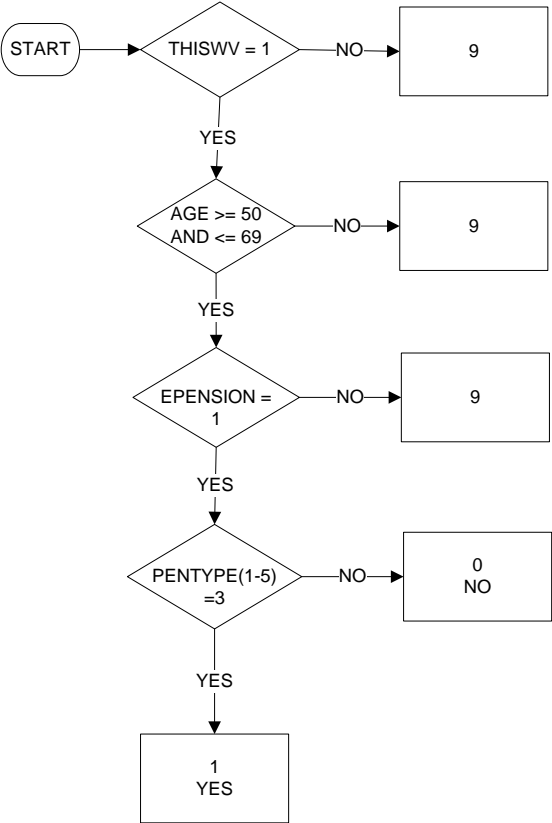 START
THISWV = 1
NO
9
YES
AGE >= 50
AND <= 69
NO
9
YES
EPENSION =
1
NO
9
YES
PENTYPE(1-5)
=3
NO
0
NO
YES
1
YES